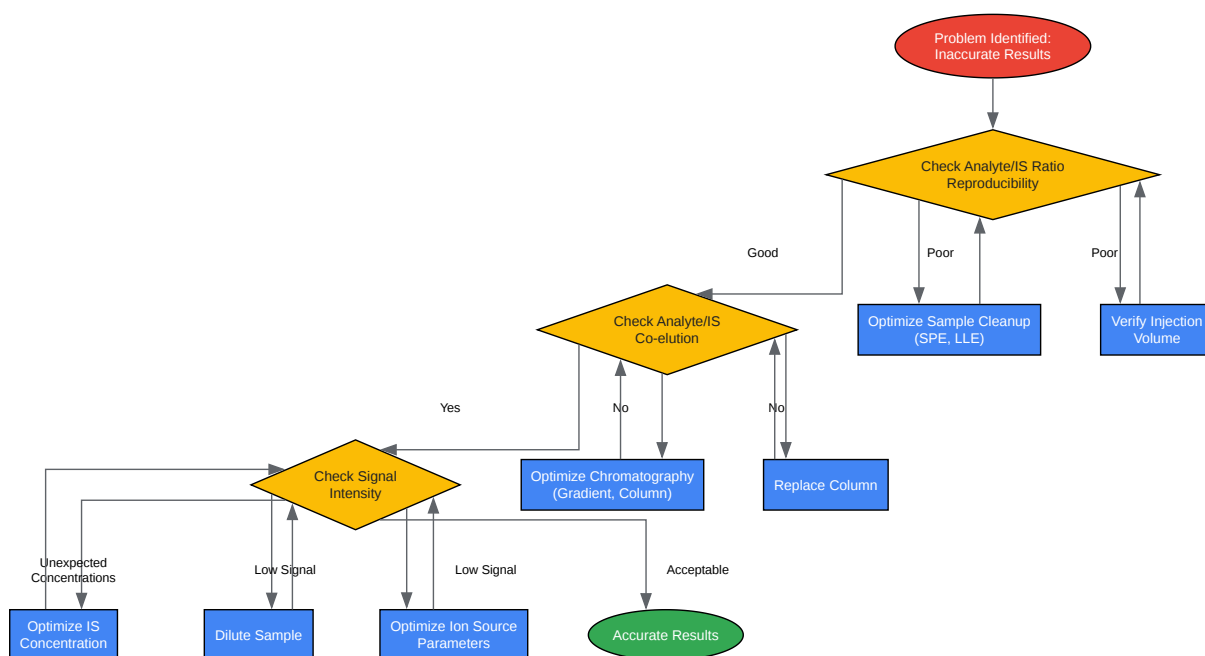 Problem Identified:
Inaccurate Results
Check Analyte/IS Ratio
Reproducibility
Good
Poor
Poor
Check Analyte/IS
Co-elution
Optimize Sample Cleanup
(SPE, LLE)
Verify Injection
Volume
Yes
No
No
Check Signal
Intensity
Optimize Chromatography
(Gradient, Column)
Replace Column
Unexpected
Concentrations
Low Signal
Low Signal
Acceptable
Optimize IS
Concentration
Dilute Sample
Optimize Ion Source
Parameters
Accurate Results